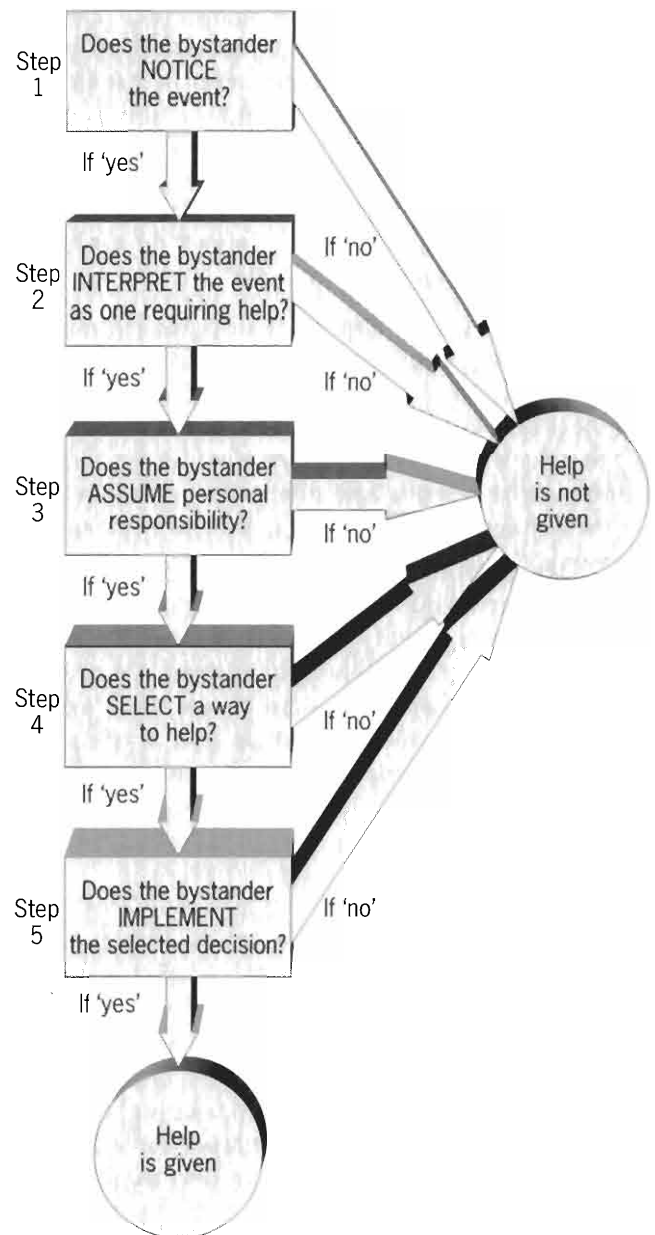 Step
1
Does the bystander
NOTICE
the event?
If 'yes'
If 'no'
Step
2
Does the bystander
INTERPRET the event
as one requiring help?
If 'yes'
If 'no'
Step
3
Does the bystander
ASSUME personal
responsibility?
If 'yes'
If 'no'
Help
is not
given
Step
4
Does the bystander
SELECT a way
to help?
If 'yes'
If 'no'
Step
5
Does the bystander
IMPLEMENT
the selected decision?
If 'yes'
If 'no'
Help
is given